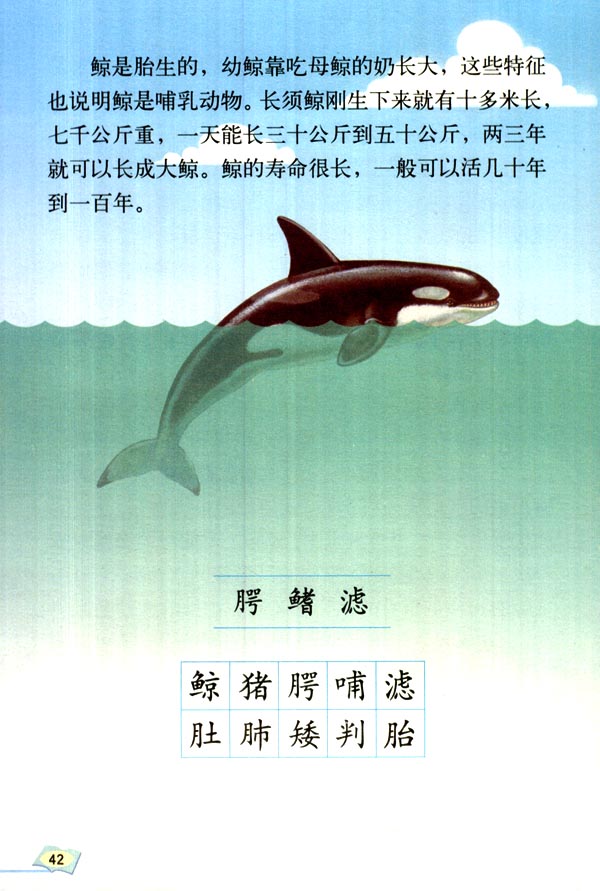 鲸是胎生的，幼鲸靠吃母鲸的奶长大，这些特征
也说明鲸是哺乳动物。长须鲸刚生下来就有十多米长，
七千公斤重，一天能长三十公斤到五十公斤，两三年
就可以长成大鲸。鲸的寿命很长，一般可以活几十年
到一百年。
腭 鳍 滤
鲸 猪 腭 哺 滤
肚 肺 矮 判 胎
42